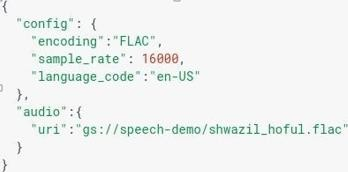 {
"config": {
"encoding":"FLAC",
"sample_rate": 16000,
"language_code":"en-US"
},
"audio":{
"uri":"gs://speech-demo/shwazil_hoful.flac"
}
}